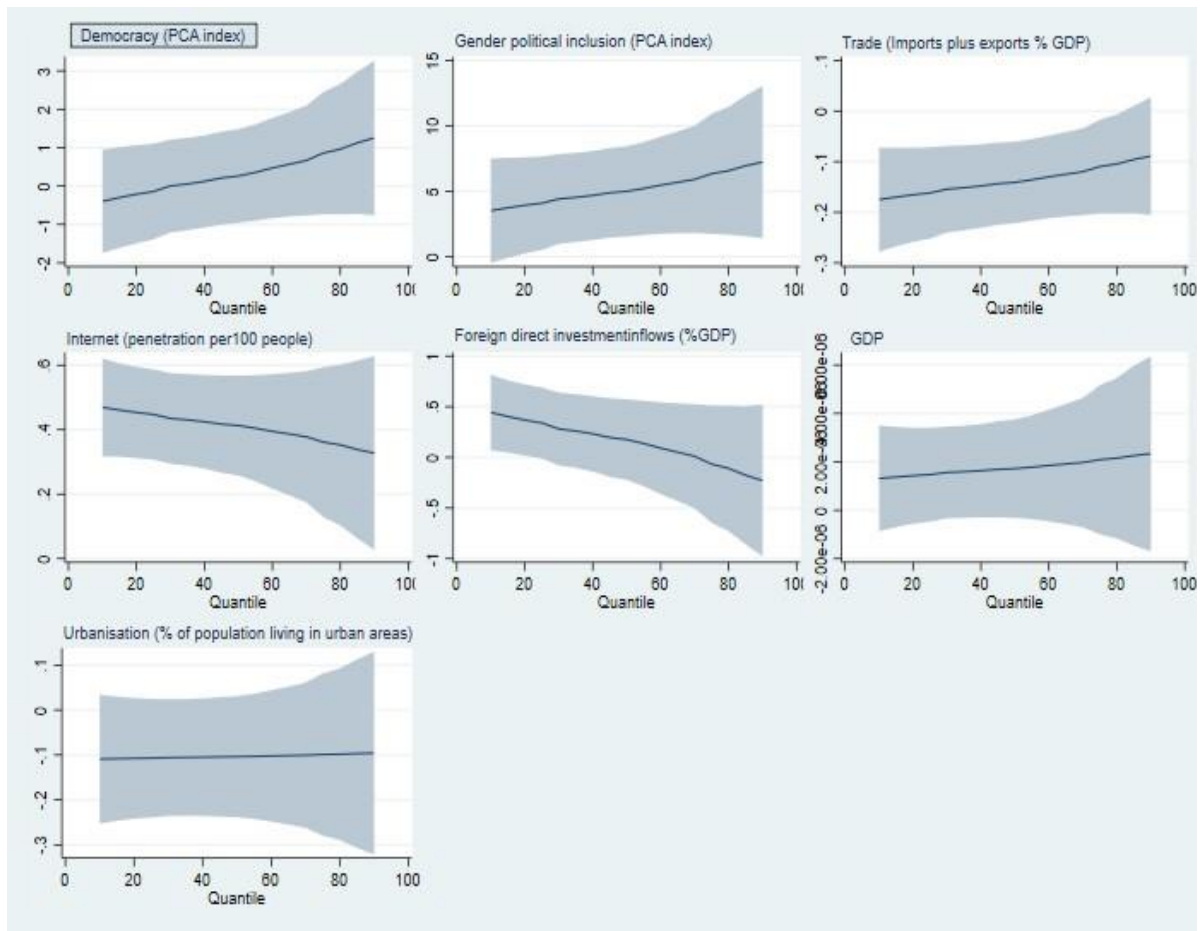 Democracy (PCA index)
3
2
1
0
-1
-2
0 20 40 60 80 100
Quantile
Gender political inclusion (PCA index)
15
10
5
0
0 20 40 60 80 100
Quantile
Trade (Imports plus exports % GDP)
.1
0
-.1
-.2
-.3
0 20 40 60 80 100
Quantile
Internet (penetration per100 people)
.6
.4
.2
0
0 20 40 60 80 100
Quantile
Foreign direct investmentinflows (%GDP)
1
.5
0
-.5
-1
0 20 40 60 80 100
Quantile
GDP
0
-2.00e-06
0 20 40 60 80 100
Quantile
Urbanisation (% of population living in urban areas)
.1
0
-.1
-.2
-.3
0 20 40 60 80 100
Quantile